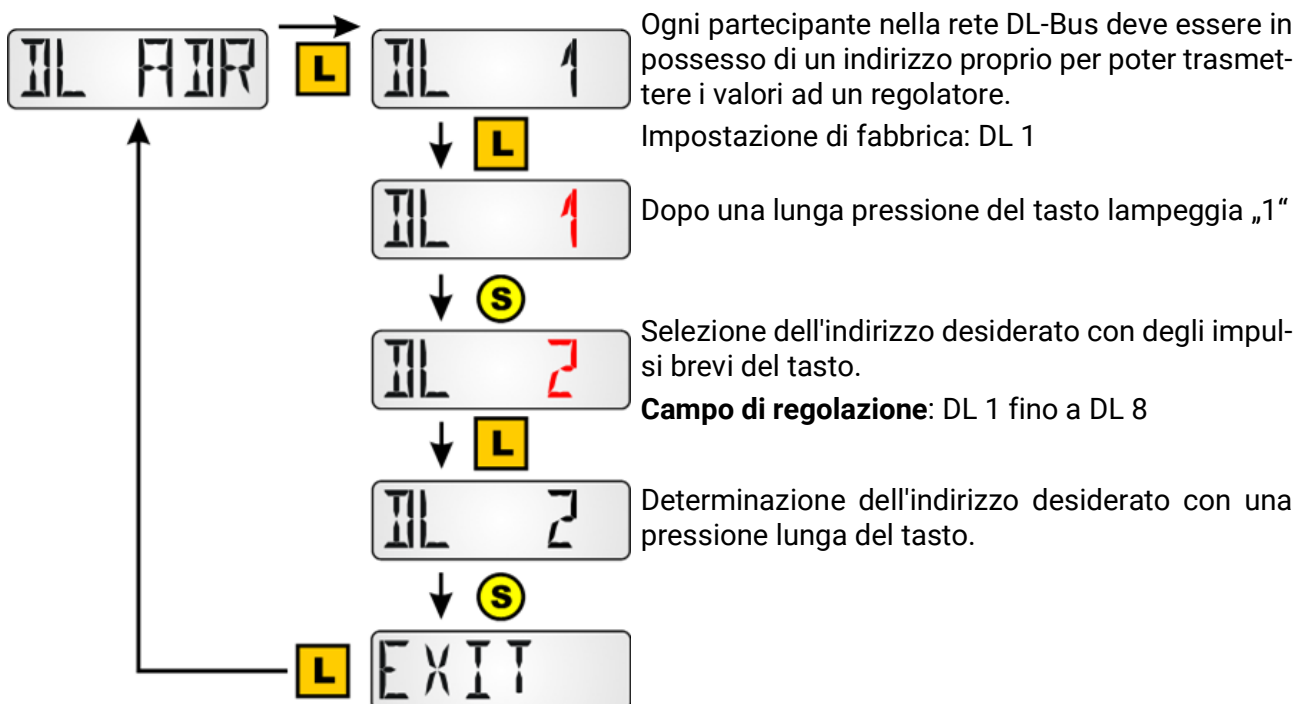 DL ADR
L
DL 1
Ogni partecipante nella rete DL-Bus deve essere in
possesso di un indirizzo proprio per poter trasmet-
tere i valori ad un regolatore.
Impostazione di fabbrica: DL 1
L
DL 1
Dopo una lunga pressione del tasto lampeggia „1“
S
DL 2
Selezione dell'indirizzo desiderato con degli impul-
si brevi del tasto.
Campo di regolazione: DL 1 fino a DL 8
L
DL 2
Determinazione dell'indirizzo desiderato con una
pressione lunga del tasto.
S
L
EXIT